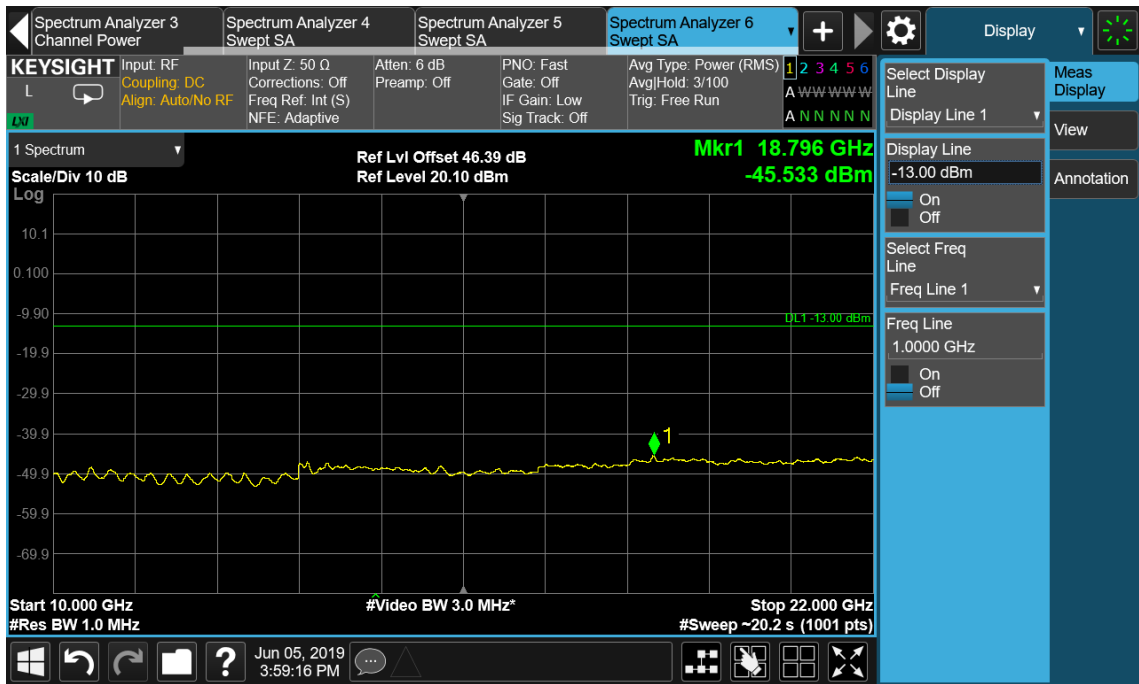 Spectrum Analyzer 3
Channel Power
Spectrum Analyzer 4
Swept SA
Spectrum Analyzer 5
Swept SA
Spectrum Analyzer 6
Swept SA
Display
KEYSIGHT
L
LXI
Input: RF
Coupling: DC
Align: Auto/No RF
Input Z: 50 Ω
Corrections: Off
Freq Ref: Int (S)
NFE: Adaptive
Atten: 6 dB
Preamp: Off
PNO: Fast
Gate: Off
IF Gain: Low
Sig Track: Off
Avg Type: Power (RMS)
Avg|Hold: 3/100
Trig: Free Run
1 2 3 4 5 6
A W W W W W
A N N N N N
1 Spectrum
Scale/Div 10 dB
Log
Ref Lvl Offset 46.39 dB
Ref Level 20.10 dBm
Mkr1 18.796 GHz
-45.533 dBm
10.1
0.100
-9.90
DL1 -13.00 dBm
-19.9
-29.9
-39.9
1
-49.9
-59.9
-69.9
Start 10.000 GHz
#Res BW 1.0 MHz
#Video BW 3.0 MHz*
Stop 22.000 GHz
#Sweep ~20.2 s (1001 pts)
Select Display
Line
Display Line 1
Display Line
-13.00 dBm
On
Off
Select Freq
Line
Freq Line 1
Freq Line
1.0000 GHz
On
Off
Meas
Display
View
Annotation
?
Jun 05, 2019
3:59:16 PM